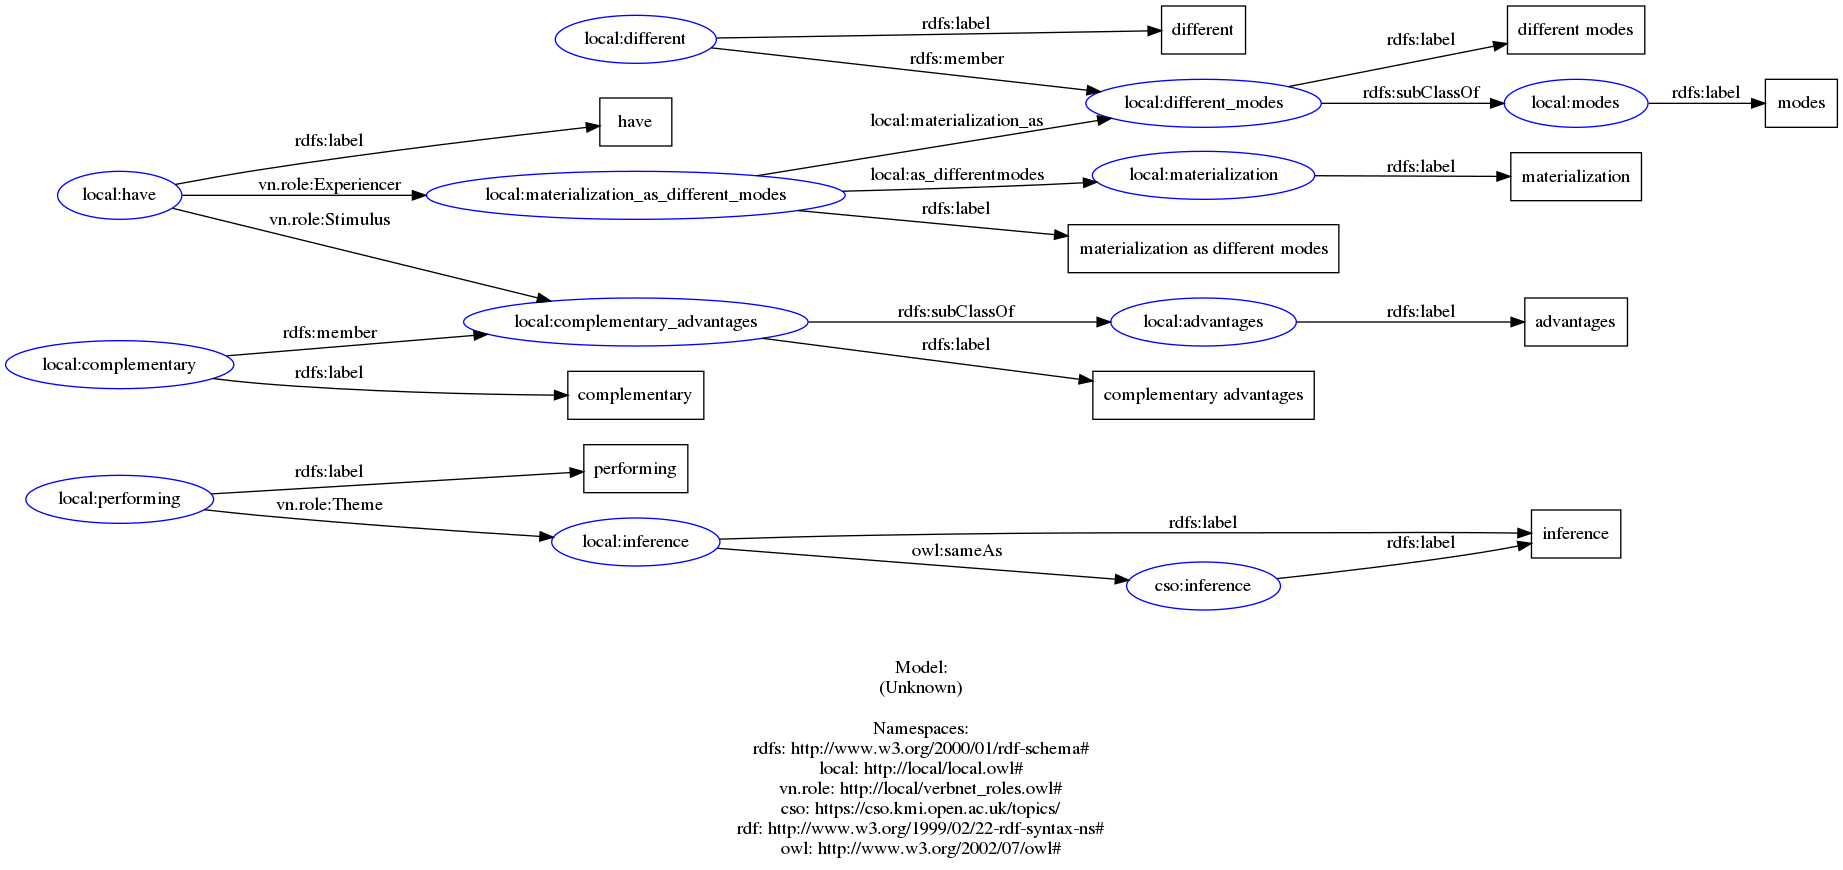 rdfs:label
local:different
different
rdfs:label
different modes
rdfs:member
local:different_modes
rdfs:subClassOf
local:modes
rdfs:label
modes
rdfs:label
have
local:materialization_as
local:have
vn.role:Experiencer
local:materialization_as_different_modes
local:as_differentmodes
local:materialization
rdfs:label
materialization
vn.role:Stimulus
rdfs:label
materialization as different modes
local:complementary_advantages
rdfs:subClassOf
local:advantages
rdfs:label
advantages
rdfs:member
rdfs:label
local:complementary
rdfs:label
complementary
complementary advantages
rdfs:label
performing
local:performing
vn.role:Theme
local:inference
rdfs:label
inference
owl:sameAs
rdfs:label
cso:inference
Model:
(Unknown)
Namespaces:
rdfs: http://www.w3.org/2000/01/rdf-schema#
local: http://local/local.owl#
vn.role: http://local/verbnet_roles.owl#
cso: https://cso.kmi.open.ac.uk/topics/
rdf: http://www.w3.org/1999/02/22-rdf-syntax-ns#
owl: http://www.w3.org/2002/07/owl#